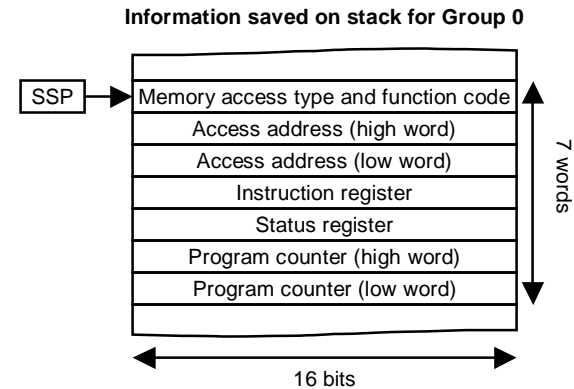 Information saved on stack for Group 0
SSP
Memory access type and function code
Access address (high word)
Access address (low word)
Instruction register
Status register
Program counter (high word)
Program counter (low word)
7 words
16 bits